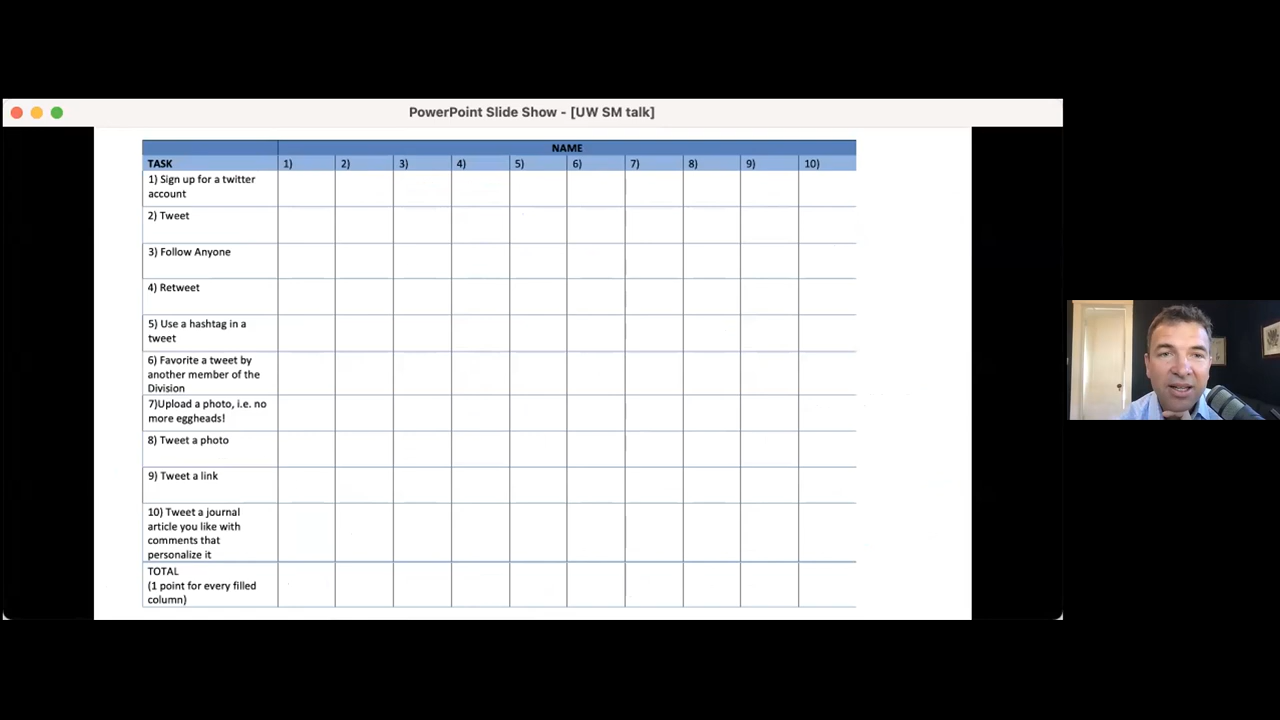 PowerPoint Slide Show - [UW SM talk]
NAME
TASK 1) 2) 3) 4) 5) 6) 7) 8) 9) 10)
1) Sign up for a twitter
account
2) Tweet
3) Follow Anyone
4) Retweet
5) Use a hashtag in a
tweet
6) Favorite a tweet by
another member of the
Division
7)Upload a photo, i.e. no
more eggheads!
8) Tweet a photo
9) Tweet a link
10) Tweet a journal
article you like with
comments that
personalize it
TOTAL
(1 point for every filled
column)